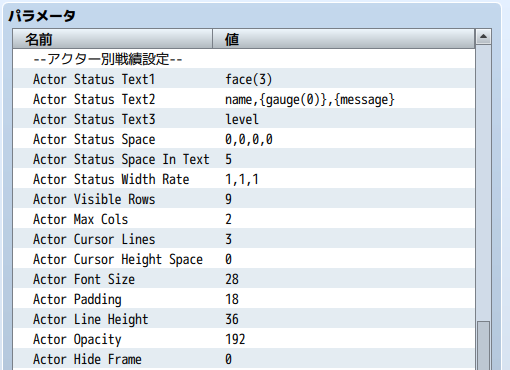 パラメータ
名前 値
--アクター別戦績設定--
Actor Status Text1 face(3)
Actor Status Text2 name,{gauge(0)},{message}
Actor Status Text3 level
Actor Status Space 0,0,0,0
Actor Status Space In Text 5
Actor Status Width Rate 1,1,1
Actor Visible Rows 9
Actor Max Cols 2
Actor Cursor Lines 3
Actor Cursor Height Space 0
Actor Font Size 28
Actor Padding 18
Actor Line Height 36
Actor Opacity 192
Actor Hide Frame 0